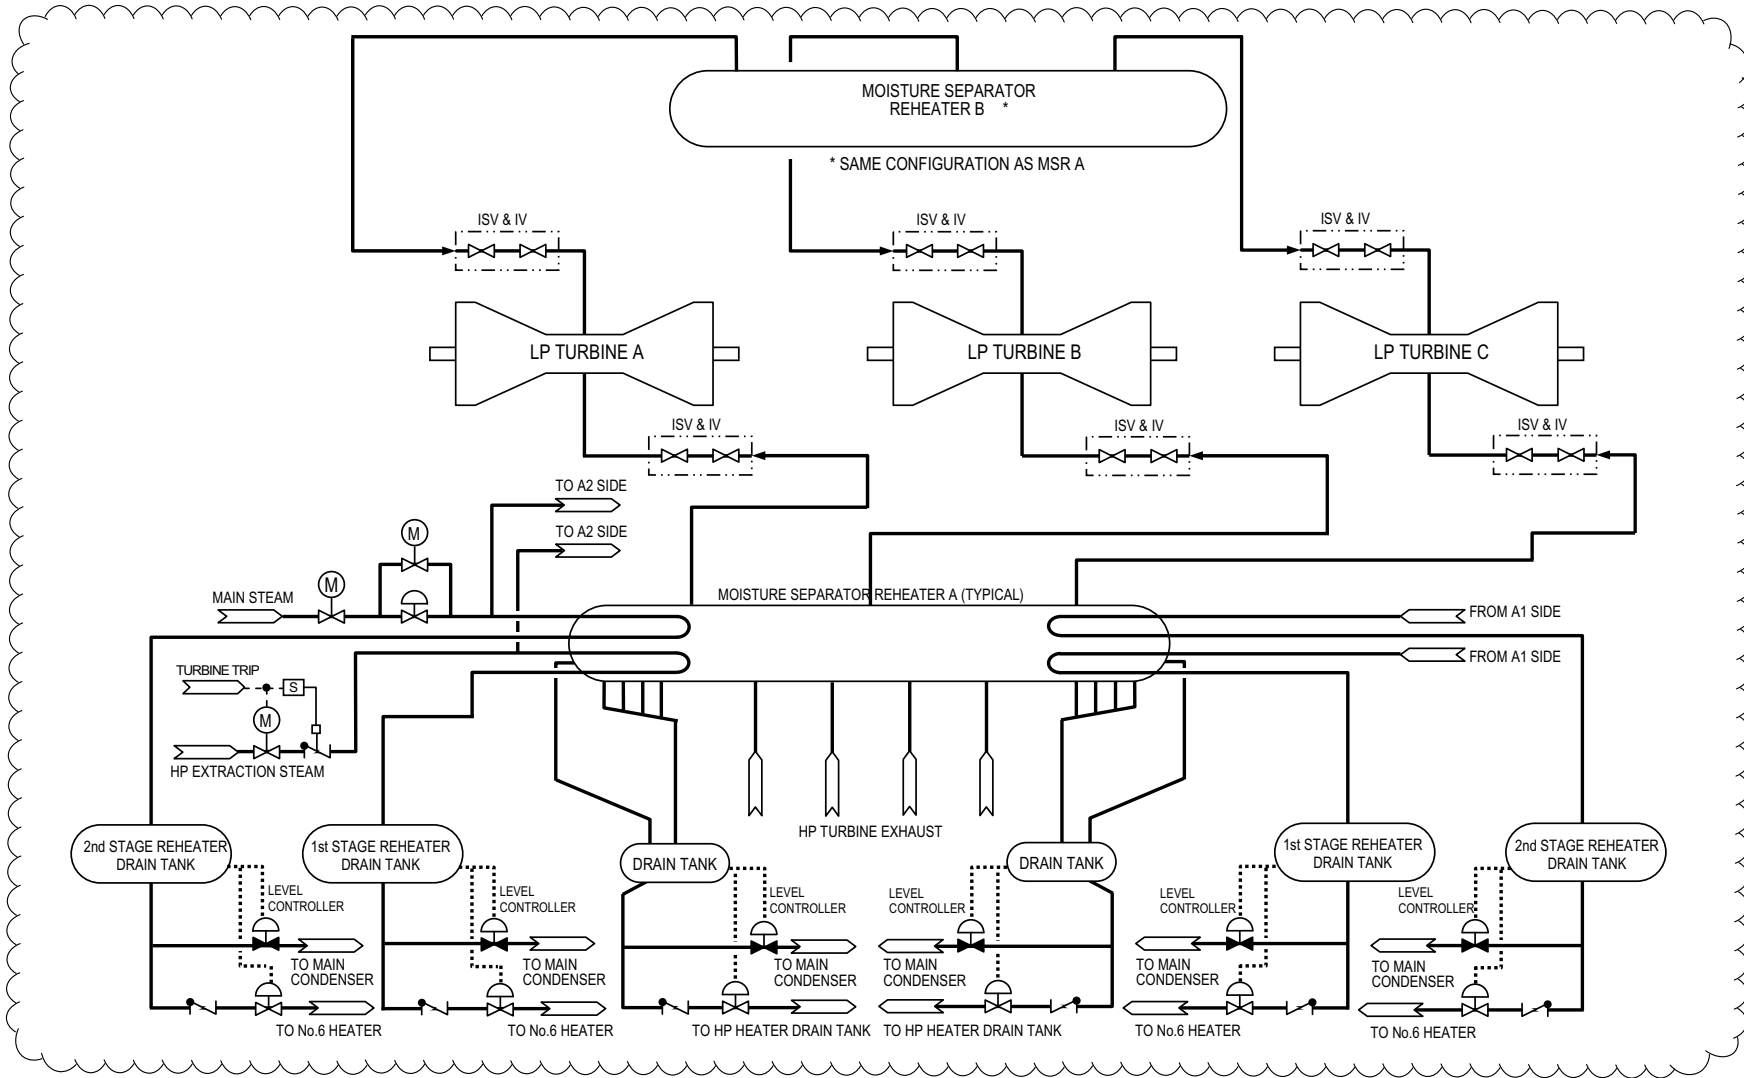 MOISTURE SEPARATOR
REHEATER B *
* SAME CONFIGURATION AS MSR A
ISV & IV
ISV & IV
ISV & IV
LP TURBINE A
LP TURBINE B
LP TURBINE C
ISV & IV
ISV & IV
ISV & IV
TO A2 SIDE
TO A2 SIDE
M
M
MAIN STEAM
MOISTURE SEPARATOR REHEATER A (TYPICAL)
FROM A1 SIDE
FROM A1 SIDE
TURBINE TRIP
S
M
HP EXTRACTION STEAM
HP TURBINE EXHAUST
2nd STAGE REHEATER
DRAIN TANK
1st STAGE REHEATER
DRAIN TANK
DRAIN TANK
DRAIN TANK
1st STAGE REHEATER
DRAIN TANK
2nd STAGE REHEATER
DRAIN TANK
LEVEL
CONTROLLER
LEVEL
CONTROLLER
LEVEL
CONTROLLER
LEVEL
CONTROLLER
LEVEL
CONTROLLER
LEVEL
CONTROLLER
TO MAIN
CONDENSER
TO MAIN
CONDENSER
TO MAIN
CONDENSER
TO MAIN
CONDENSER
TO MAIN
CONDENSER
TO MAIN
CONDENSER
TO No.6 HEATER
TO No.6 HEATER
TO HP HEATER DRAIN TANK
TO HP HEATER DRAIN TANK
TO No.6 HEATER
TO No.6 HEATER